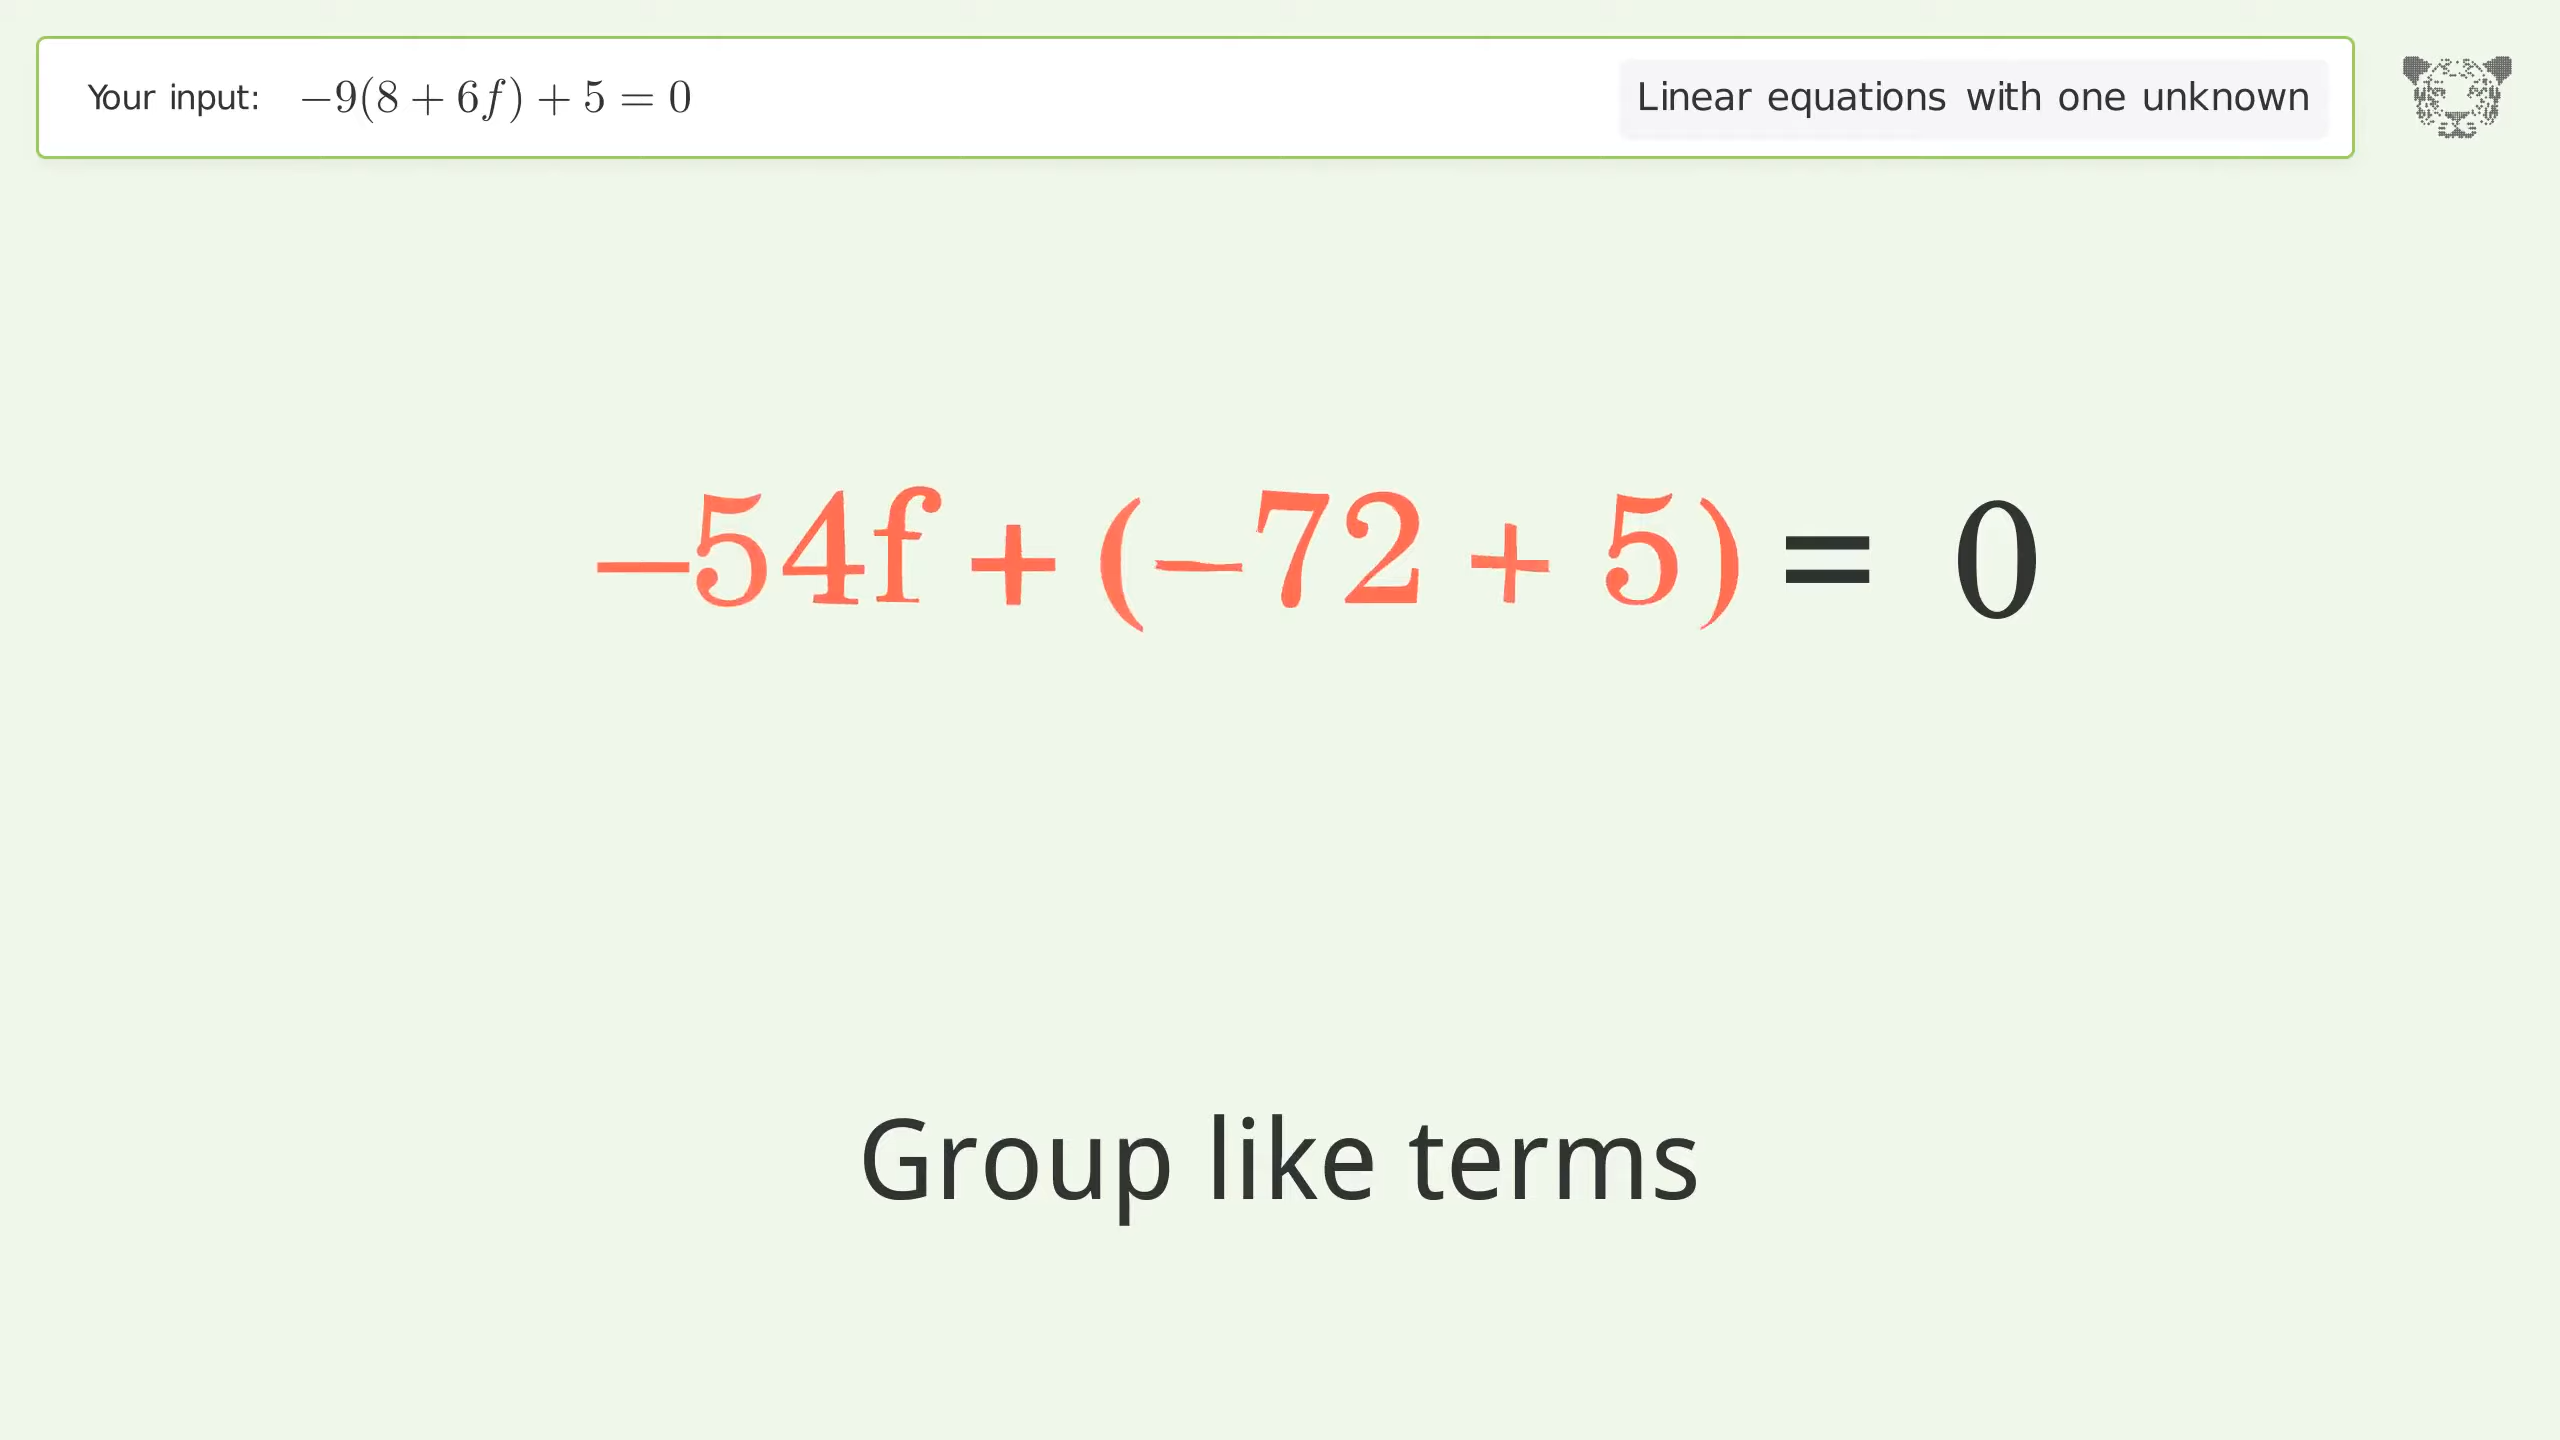 Your input: −9(8 + 6f) + 5 = 0
Linear equations with one unknown
−54f + (−72 + 5) = 0
Group like terms